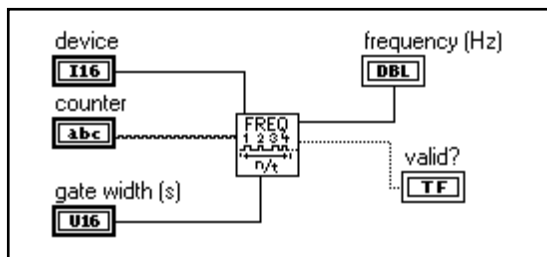 device
I16
counter
abc
gate width (s)
U16
FREQ
1 2 3 4
n/t
frequency (Hz)
DBL
valid?
TF